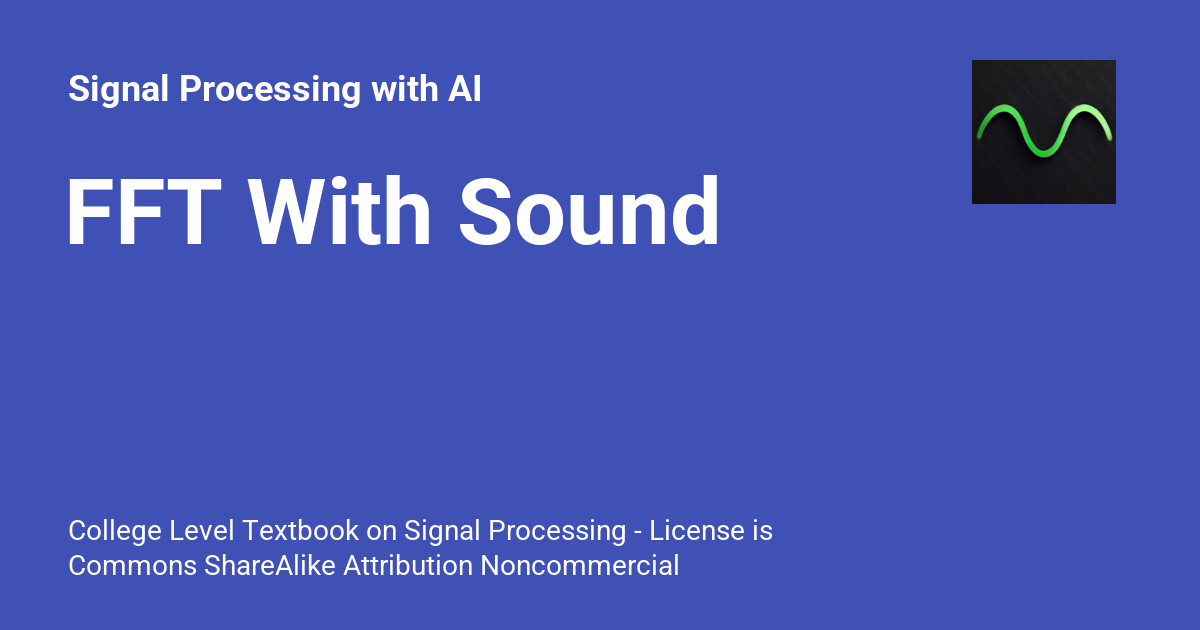 Signal Processing with AI
FFT With Sound
College Level Textbook on Signal Processing - License is
Commons ShareAlike Attribution Noncommercial